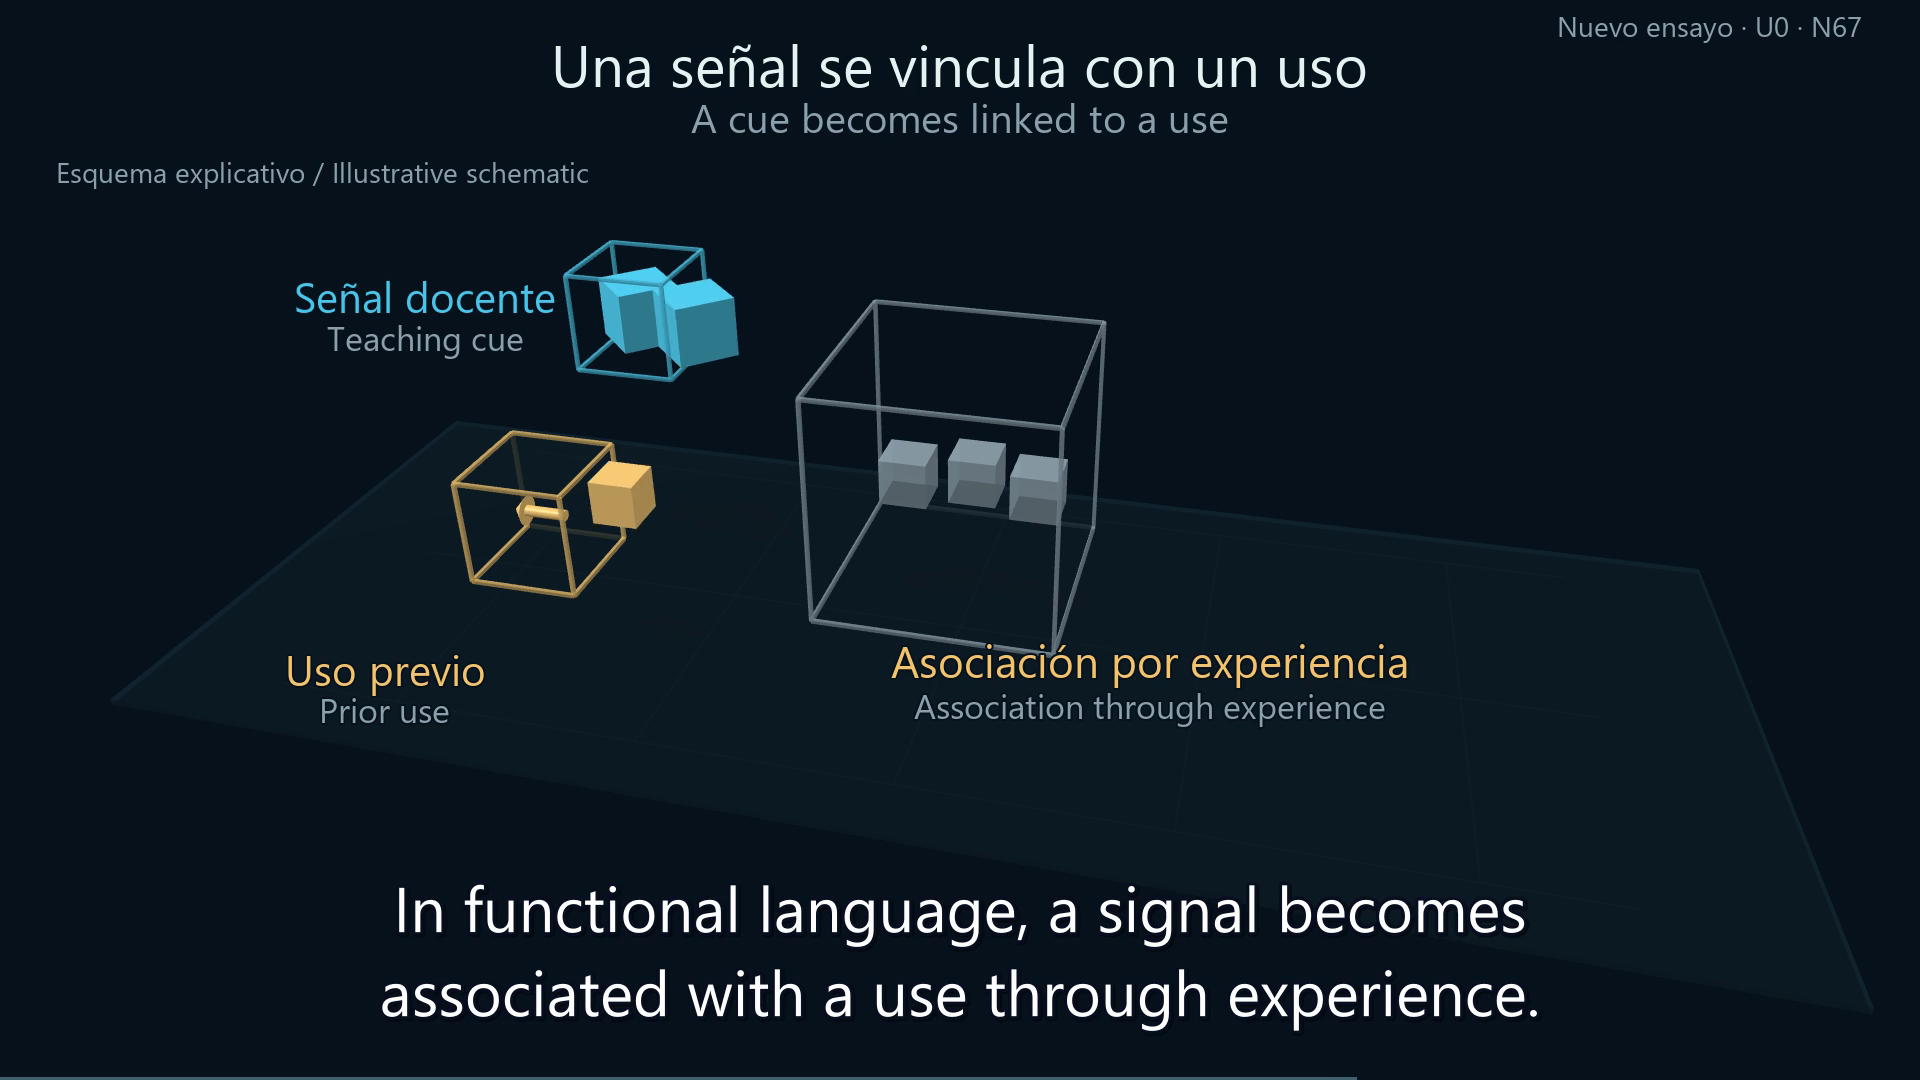 Nuevo ensayo · U0 · N67
Una señal se vincula con un uso
A cue becomes linked to a use
Esquema explicativo / Illustrative schematic
Señal docente
Teaching cue
Uso previo
Prior use
Asociación por experiencia
Association through experience
In functional language, a signal becomes
associated with a use through experience.